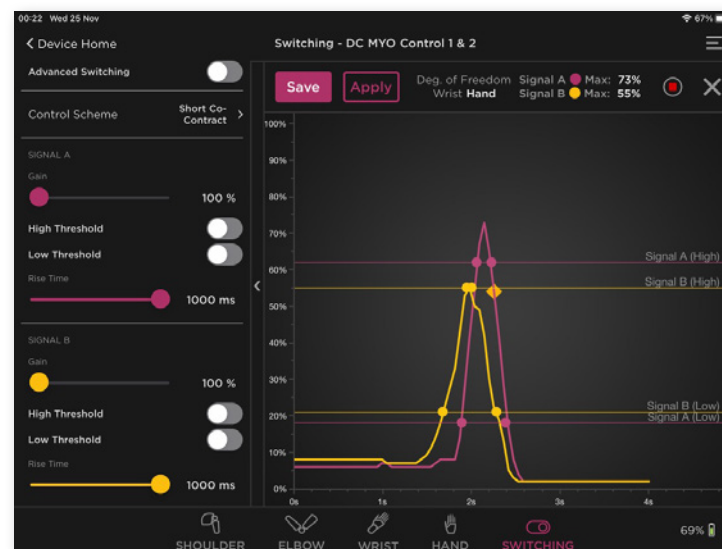 00:22 Wed 25 Nov
67%
Device Home
Switching - DC MYO Control 1 & 2
Advanced Switching
Save
Apply
Deg. of Freedom
Wrist Hand
Signal A Max: 73%
Signal B Max: 55%
Control Scheme
Short Co-
Contract
SIGNAL A
Gain
100 %
High Threshold
Low Threshold
Rise Time
1000 ms
SIGNAL B
Gain
100 %
High Threshold
Low Threshold
Rise Time
1000 ms
100%
90%
80%
70%
60%
50%
40%
30%
20%
10%
0%
Signal A (High)
Signal B (High)
Signal B (Low)
Signal A (Low)
0s
1s
2s
3s
4s
SHOULDER
ELBOW
WRIST
HAND
SWITCHING
69%